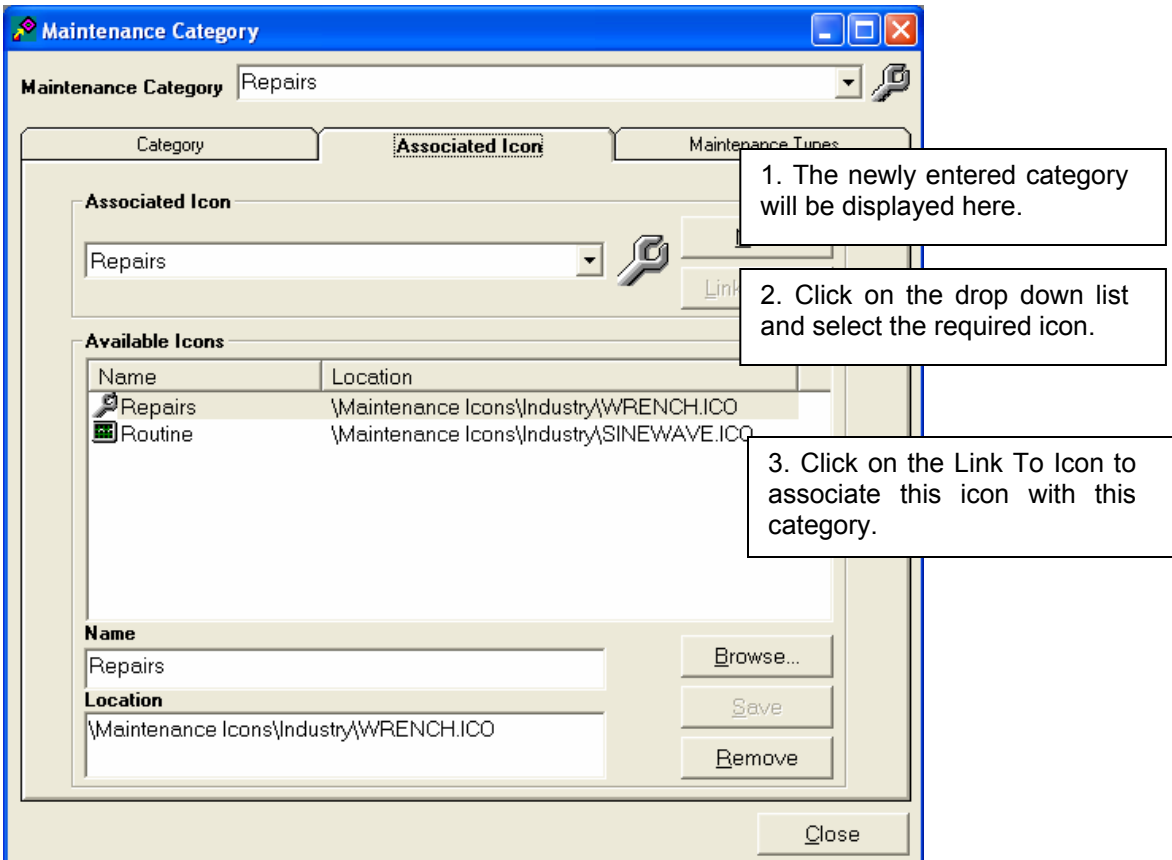 Maintenance Category
Maintenance Category Repairs
Category Associated Icon Maintenance Types
1. The newly entered category
will be displayed here.
Associated Icon
Repairs
Link
2. Click on the drop down list
and select the required icon.
Available Icons
Name Location
Repairs \Maintenance Icons\Industry\WRENCH.ICO
Routine \Maintenance Icons\Industry\SINEWAVE.ICO
3. Click on the Link To Icon to
associate this icon with this
category.
Name
Repairs
Browse...
Location
\Maintenance Icons\Industry\WRENCH.ICO
Save
Remove
Close